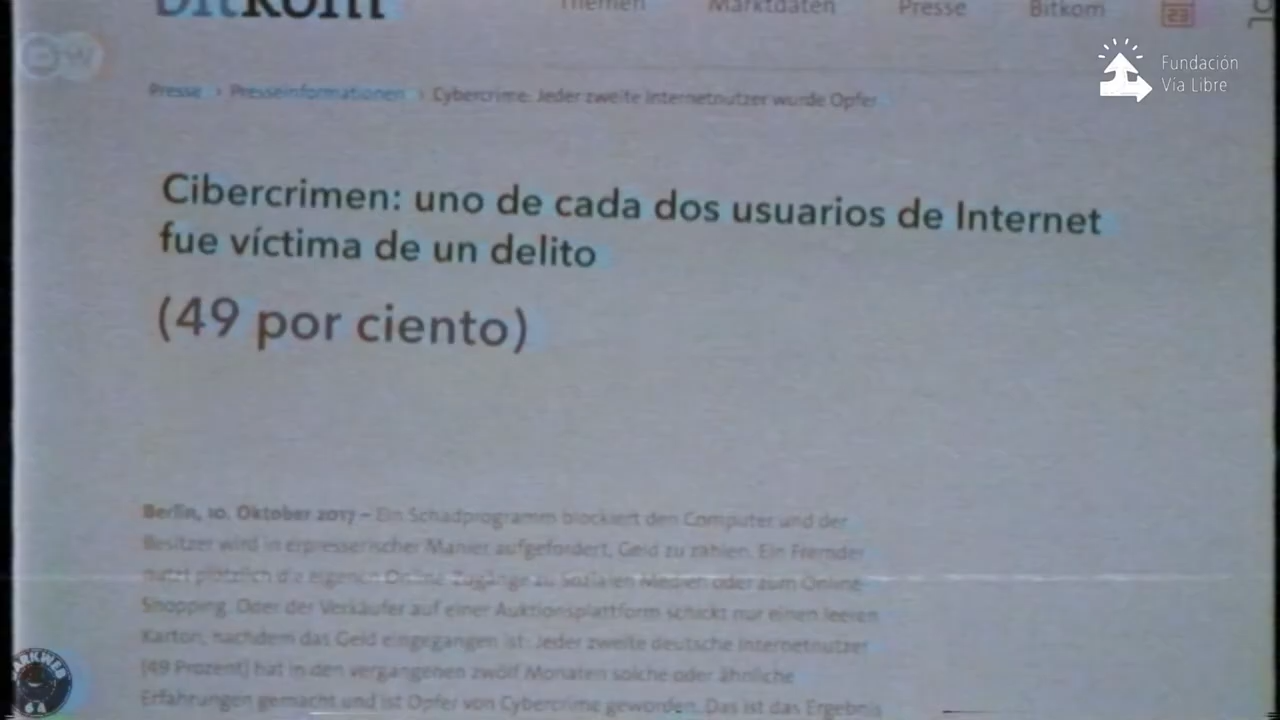 bitkom
Themen Marktdaten Presse Bitkom 23
Fundación
Vía Libre
DW
Presse › Presseinformationen › Cybercrime: Jeder zweite Internetnutzer wurde Opfer
Cibercrimen: uno de cada dos usuarios de Internet
fue víctima de un delito
(49 por ciento)
Berlin, 10. Oktober 2017 – Ein Schadprogramm blockiert den Computer und der
Besitzer wird in erpresserischer Manier aufgefordert, Geld zu zahlen. Ein Fremder
nutzt plötzlich die eigenen Online-Zugänge zu Sozialen Medien oder zum Online-
Shopping. Oder der Verkäufer auf einer Auktionsplattform schickt nur einen leeren
Karton, nachdem das Geld eingegangen ist: Jeder zweite deutsche Internetnutzer
(49 Prozent) hat in den vergangenen zwölf Monaten solche oder ähnliche
Erfahrungen gemacht und ist Opfer von Cybercrime geworden. Das ist das Ergebnis